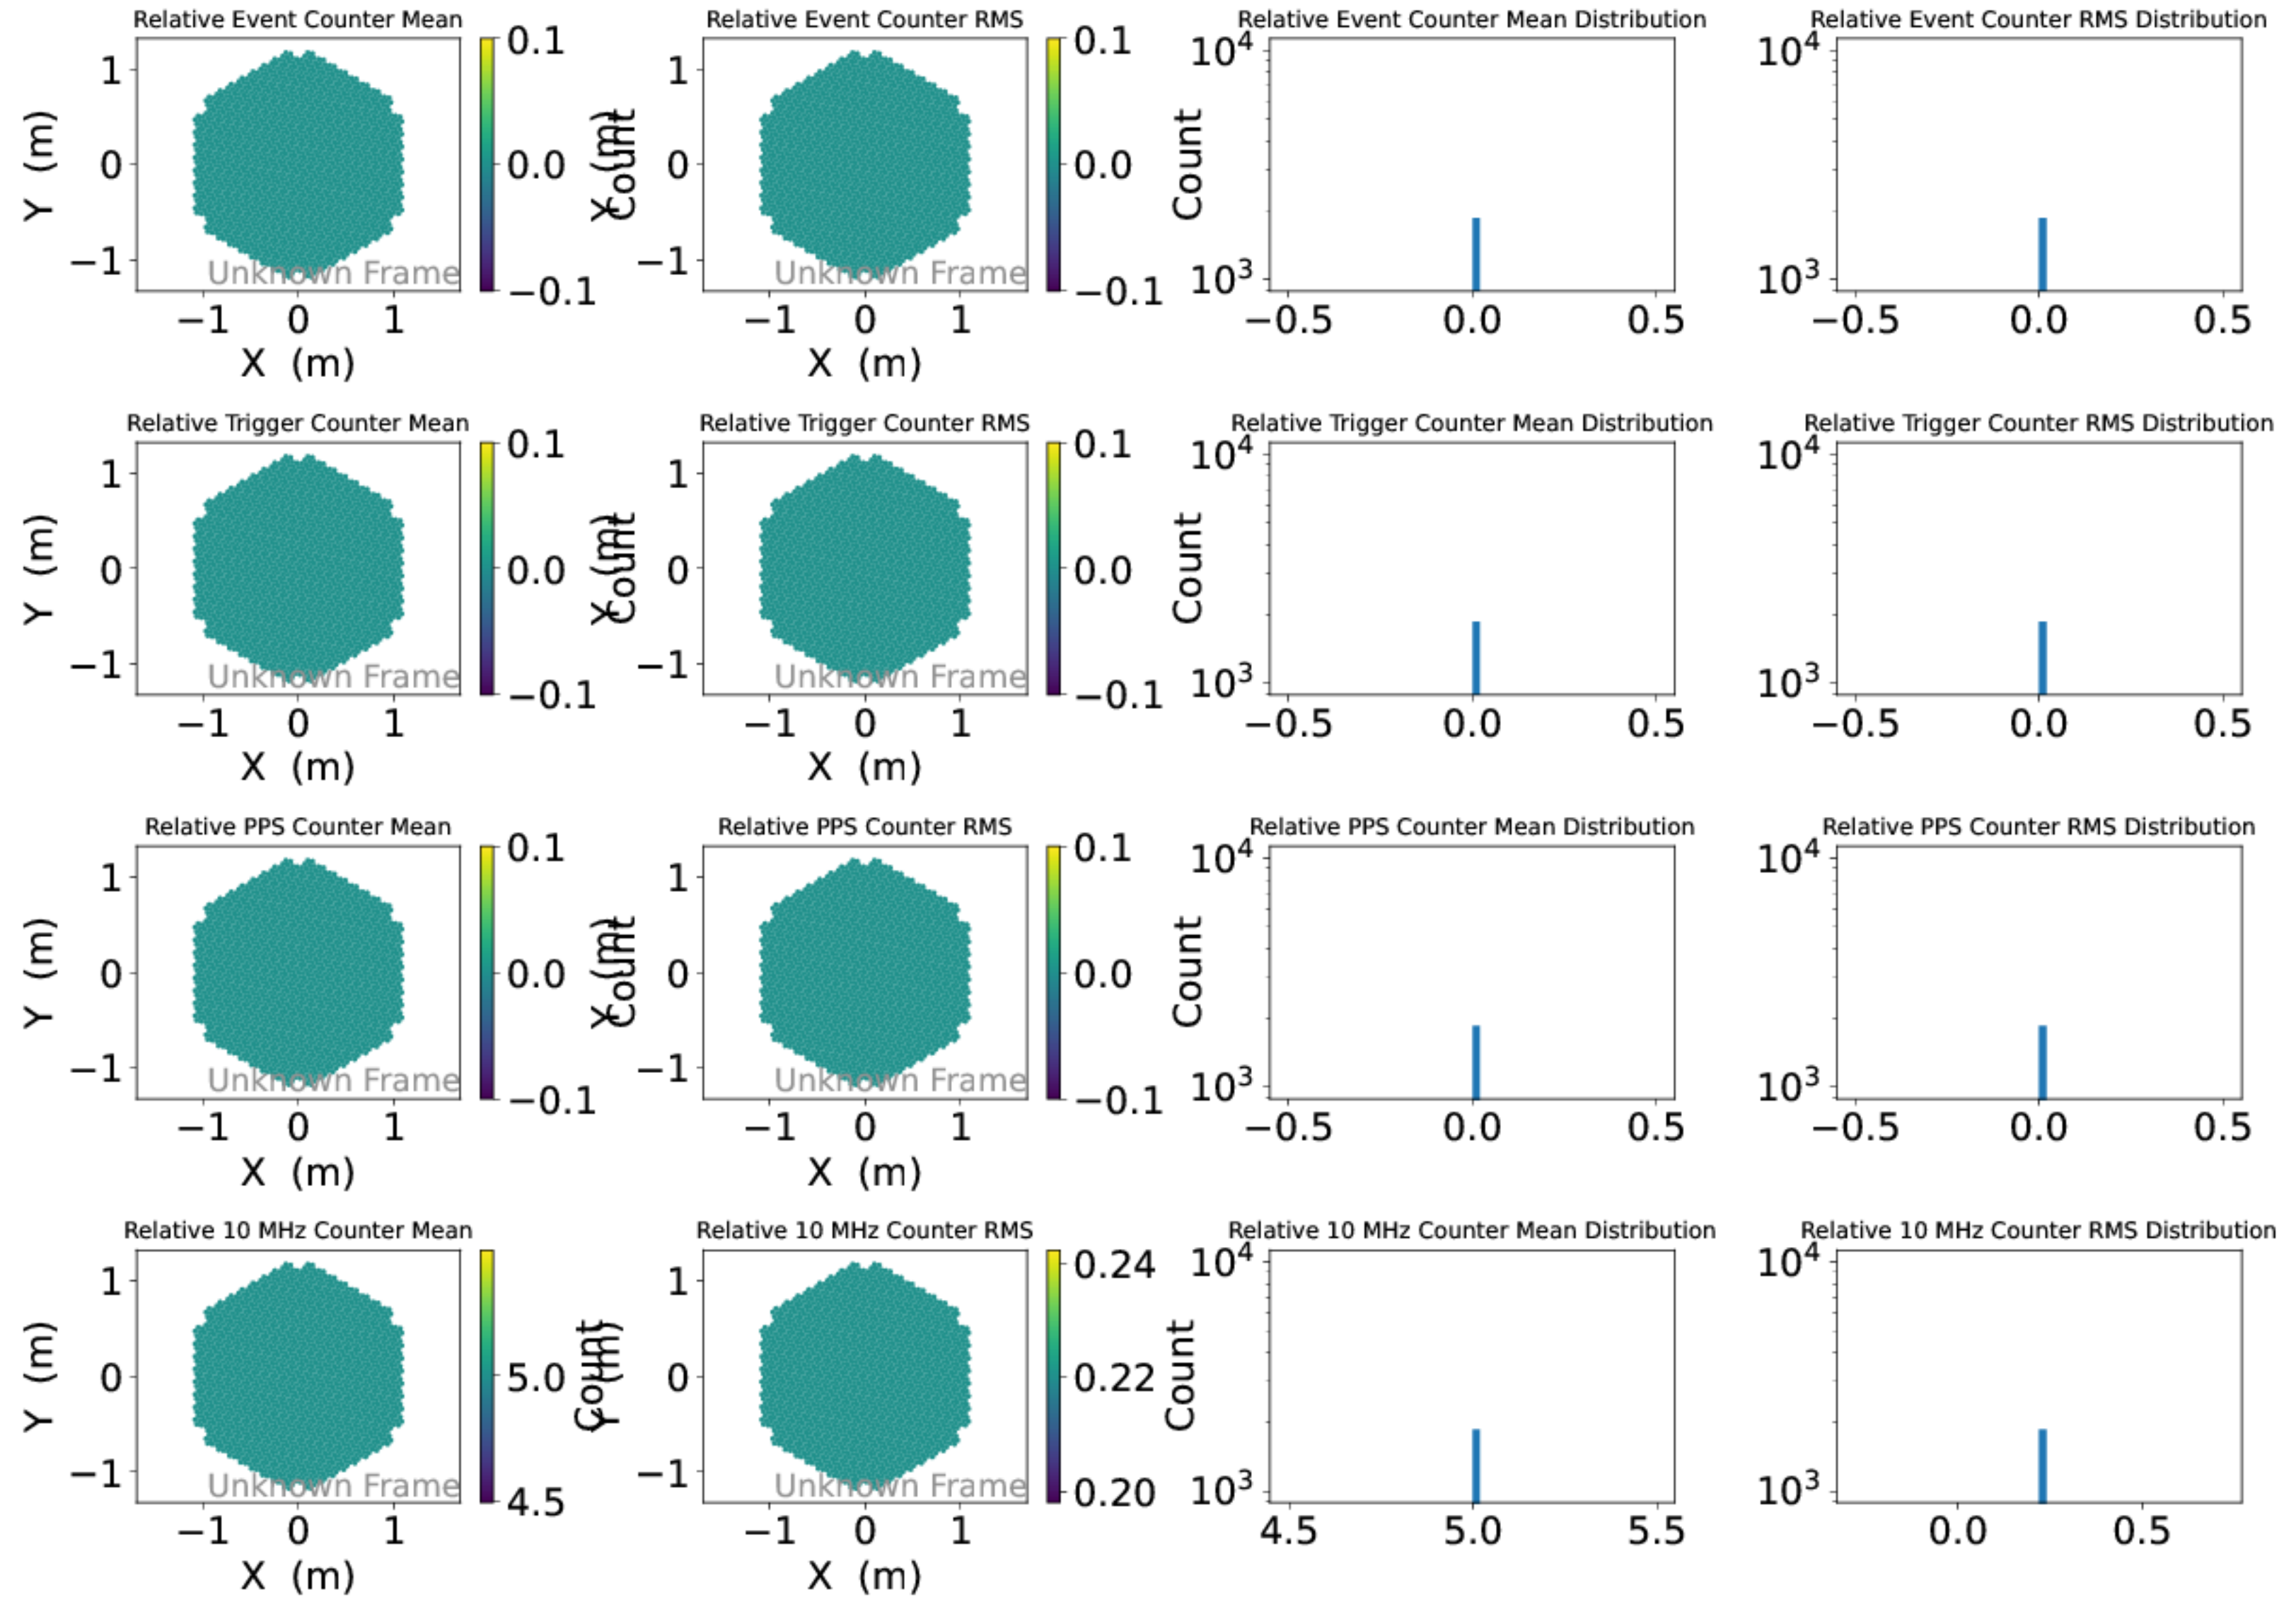 Relative Event Counter Mean
Relative Event Counter RMS
Relative Event Counter Mean Distribution
Relative Event Counter RMS Distribution
1
0
−1
Y (m)
−1 0 1
X (m)
Unknown Frame
0.1
0.0
−0.1
Count
1
0
−1
Y (m)
−1 0 1
X (m)
Unknown Frame
0.1
0.0
−0.1
Count
10⁴
10³
−0.5 0.0 0.5
10⁴
10³
−0.5 0.0 0.5
Relative Trigger Counter Mean
Relative Trigger Counter RMS
Relative Trigger Counter Mean Distribution
Relative Trigger Counter RMS Distribution
1
0
−1
Y (m)
−1 0 1
X (m)
Unknown Frame
0.1
0.0
−0.1
Count
1
0
−1
Y (m)
−1 0 1
X (m)
Unknown Frame
0.1
0.0
−0.1
Count
10⁴
10³
−0.5 0.0 0.5
10⁴
10³
−0.5 0.0 0.5
Relative PPS Counter Mean
Relative PPS Counter RMS
Relative PPS Counter Mean Distribution
Relative PPS Counter RMS Distribution
1
0
−1
Y (m)
−1 0 1
X (m)
Unknown Frame
0.1
0.0
−0.1
Count
1
0
−1
Y (m)
−1 0 1
X (m)
Unknown Frame
0.1
0.0
−0.1
Count
10⁴
10³
−0.5 0.0 0.5
10⁴
10³
−0.5 0.0 0.5
Relative 10 MHz Counter Mean
Relative 10 MHz Counter RMS
Relative 10 MHz Counter Mean Distribution
Relative 10 MHz Counter RMS Distribution
1
0
−1
Y (m)
−1 0 1
X (m)
Unknown Frame
5.0
4.5
Count
1
0
−1
Y (m)
−1 0 1
X (m)
Unknown Frame
0.24
0.22
0.20
Count
10⁴
10³
4.5 5.0 5.5
10⁴
10³
0.0 0.5